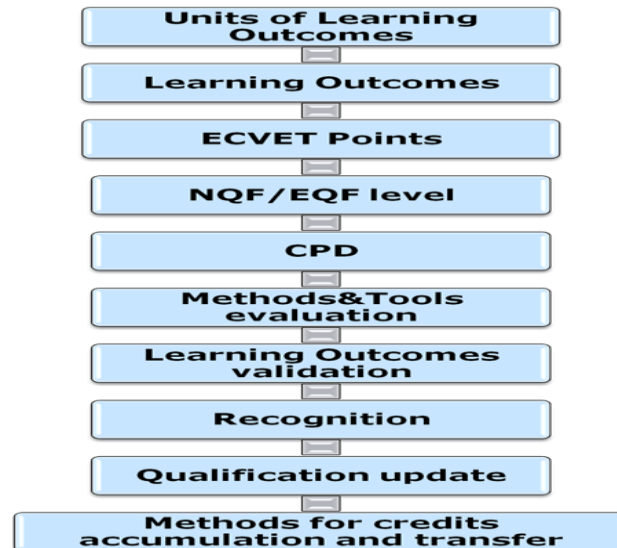 Units of Learning
Outcomes
Learning Outcomes
ECVET Points
NQF/EQF level
CPD
Methods&Tools
evaluation
Learning Outcomes
validation
Recognition
Qualification update
Methods for credits
accumulation and transfer